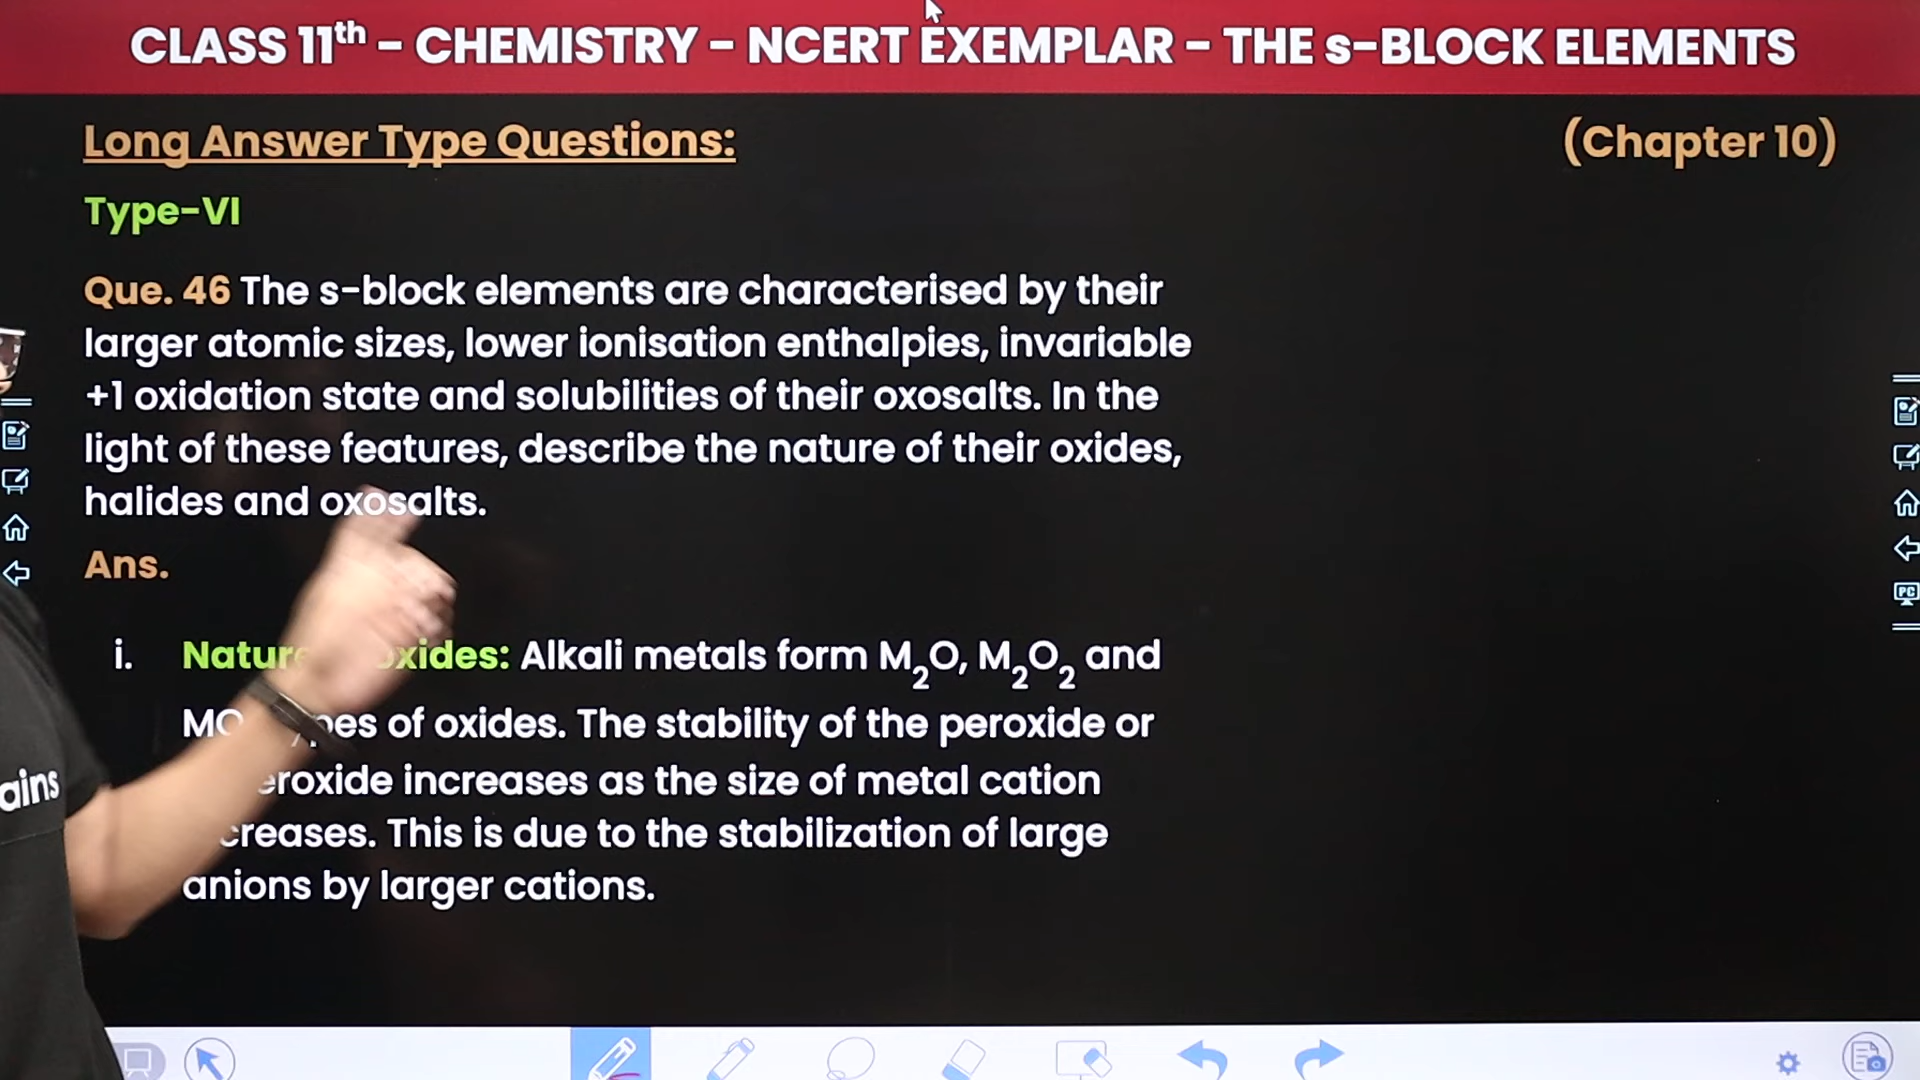 CLASS 11th - CHEMISTRY - NCERT EXEMPLAR - THE s-BLOCK ELEMENTS
Long Answer Type Questions:
(Chapter 10)
Type-VI
Que. 46 The s-block elements are characterised by their
larger atomic sizes, lower ionisation enthalpies, invariable
+1 oxidation state and solubilities of their oxosalts. In the
light of these features, describe the nature of their oxides,
halides and oxosalts.
Ans.
i. Nature oxides: Alkali metals form M₂O, M₂O₂ and
of oxides. The stability of the peroxide or
increases as the size of metal cation
This is due to the stabilization of large
anions by larger cations.
ains
PC